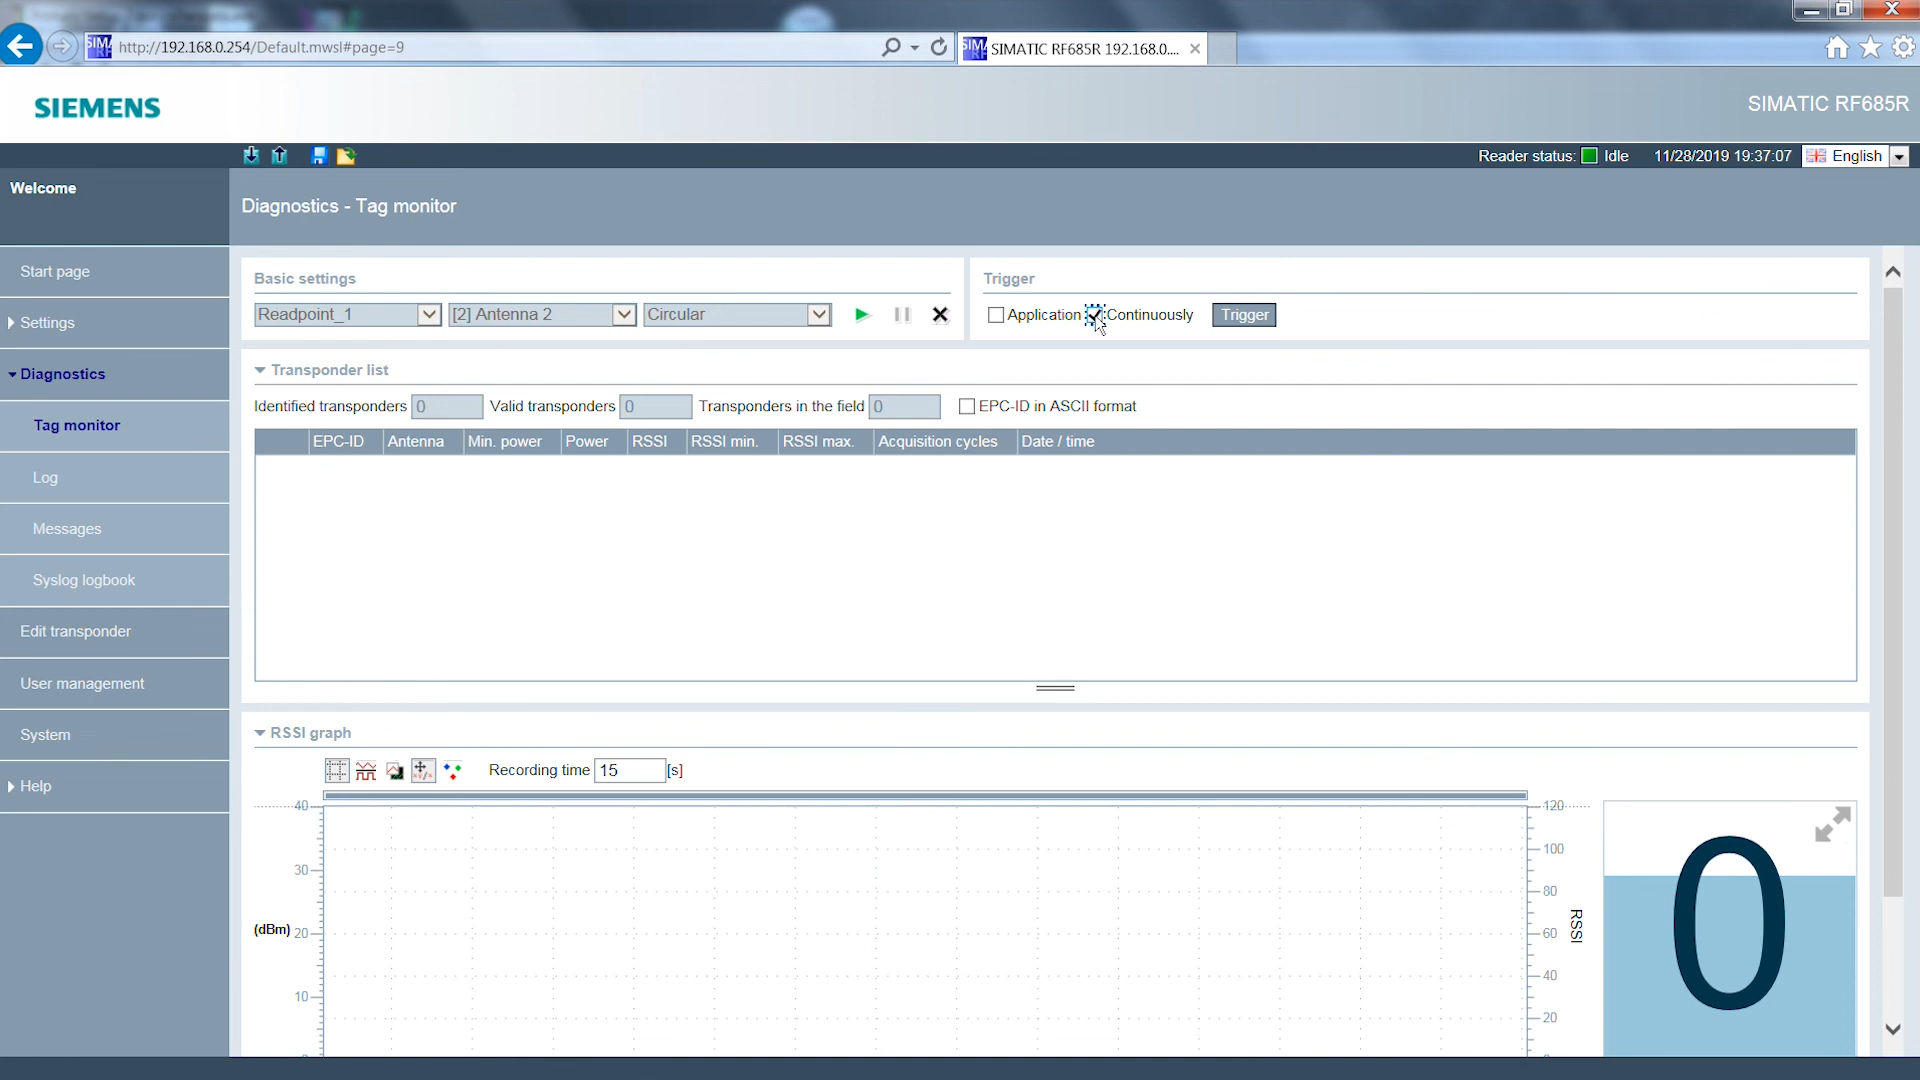 http://192.168.0.254/Default.mwsl#page=9
SIMATIC RF685R 192.168.0....
SIEMENS
SIMATIC RF685R
Reader status: Idle 11/28/2019 19:37:07 English
Welcome
Diagnostics - Tag monitor
Start page
Settings
Diagnostics
Tag monitor
Log
Messages
Syslog logbook
Edit transponder
User management
System
Help
Basic settings
Readpoint_1 [2] Antenna 2 Circular
Trigger
Application Continuously Trigger
Transponder list
Identified transponders 0 Valid transponders 0 Transponders in the field 0 EPC-ID in ASCII format
EPC-ID Antenna Min. power Power RSSI RSSI min. RSSI max. Acquisition cycles Date / time
RSSI graph
Recording time 15 [s]
40 120
30 100
80
(dBm) 20 60 RSSI
40
10 20
0